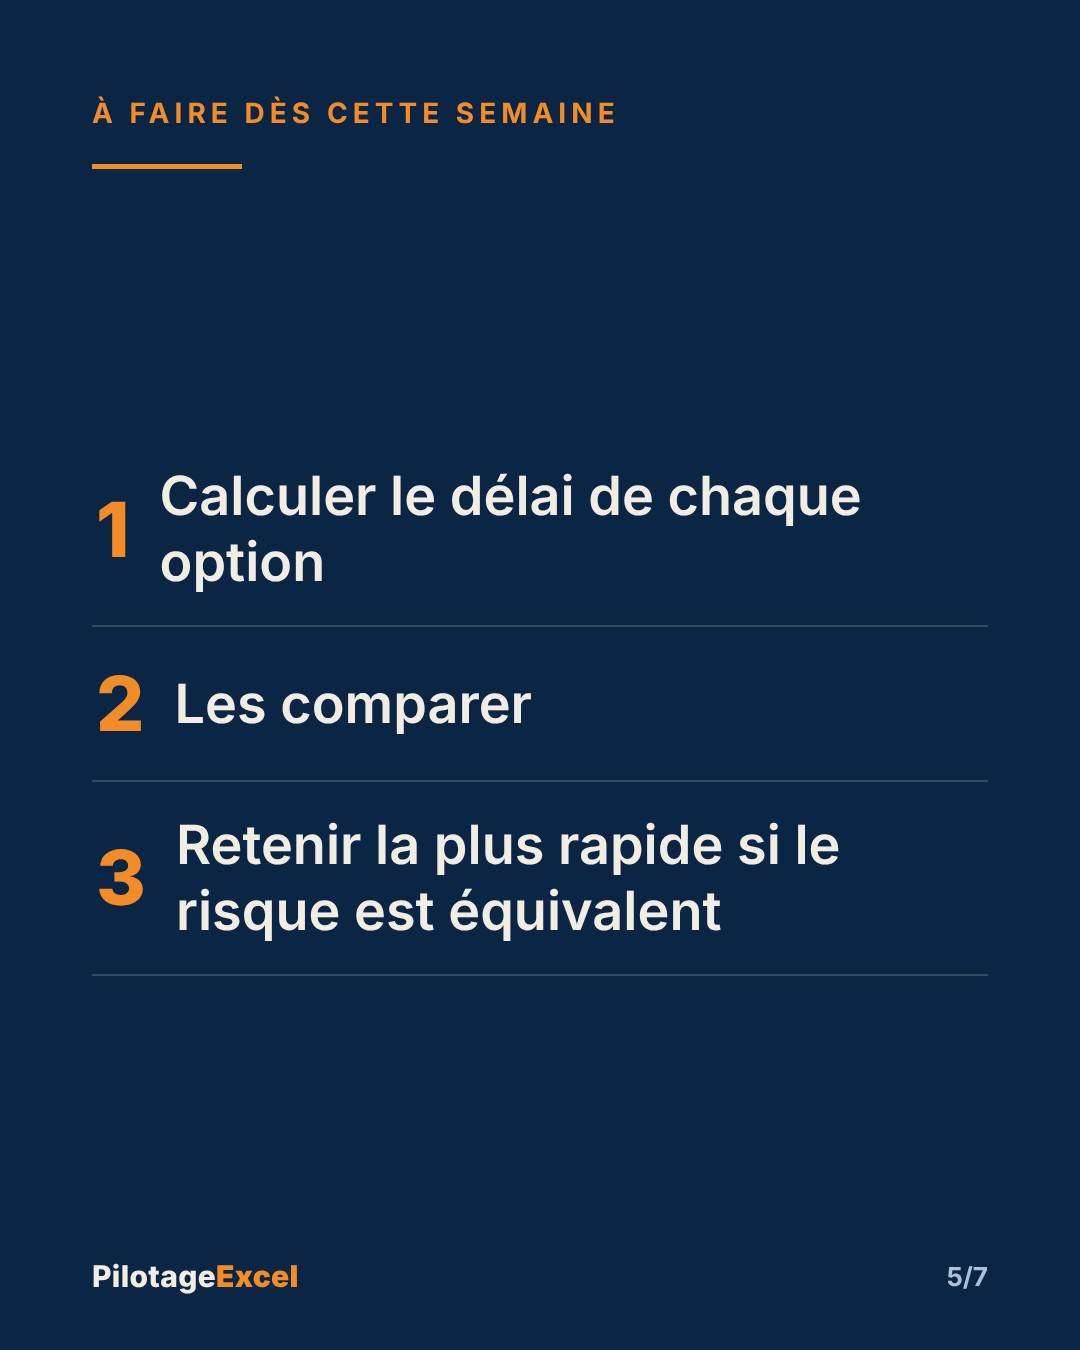 À FAIRE DÈS CETTE SEMAINE
1 Calculer le délai de chaque
option
2 Les comparer
3 Retenir la plus rapide si le
risque est équivalent
PilotageExcel
5/7